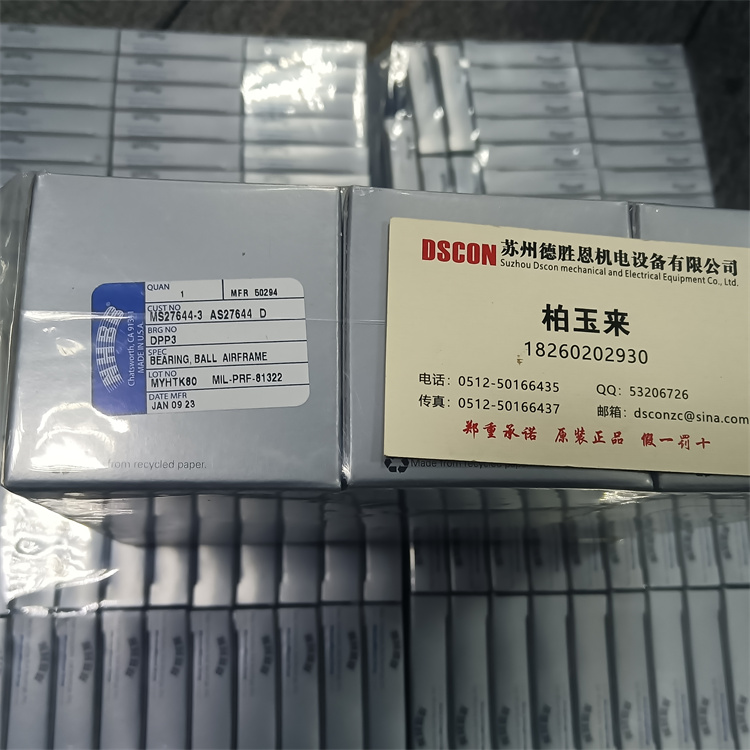 QUAN 1 MFR 50294
CUST NO
MS27644-3 AS27644 D
BRG NO
DPP3
SPEC
BEARING, BALL AIRFRAME
LOT NO
MYHTK80 MIL-PRF-81322
DATE MFR
JAN 09 23
NHBB
Chatsworth, CA 91311
MADE IN U.S.A.
from recycled paper.
DSCON 苏州德胜恩机电设备有限公司
Suzhou Dscon mechanical and Electrical Equipment Co., Ltd.
柏玉来
18260202930
电话：0512-50166435 QQ: 53206726
传真：0512-50166437 邮箱：dsconzc@sina.com
郑重承诺 原装正品 假一罚十
Made from recycled paper.